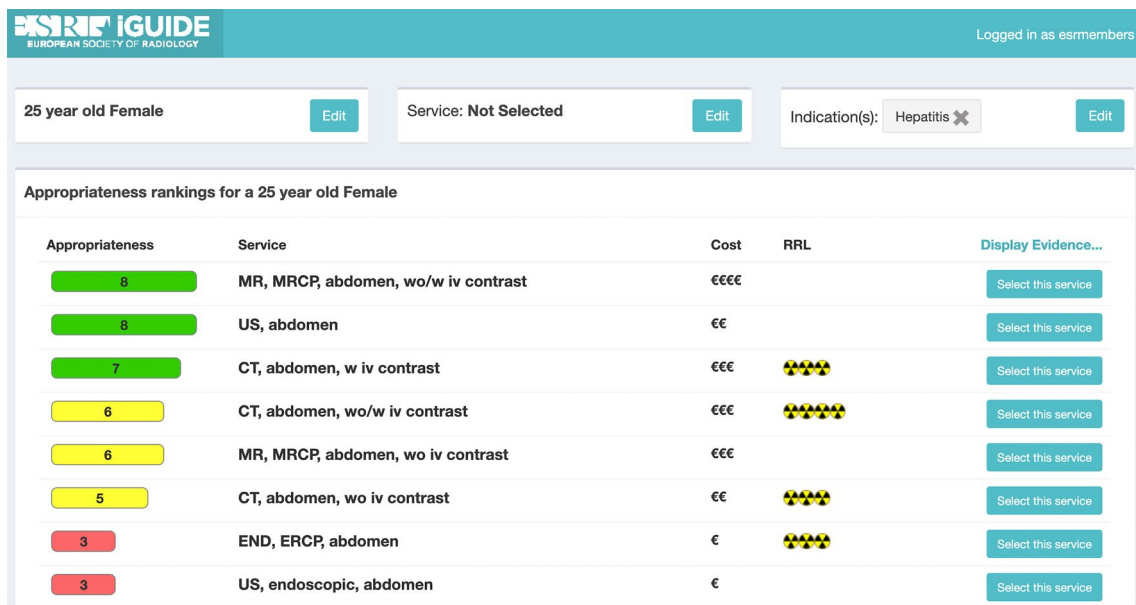 ESRF iGUIDE
EUROPEAN SOCIETY OF RADIOLOGY
Logged in as esrmembers
25 year old Female
Edit
Service: Not Selected
Edit
Indication(s): Hepatitis
Edit
Appropriateness rankings for a 25 year old Female
Appropriateness Service Cost RRL Display Evidence...
8 MR, MRCP, abdomen, wo/w iv contrast €€€€ Select this service
8 US, abdomen €€ Select this service
7 CT, abdomen, w iv contrast €€€ Select this service
6 CT, abdomen, wo/w iv contrast €€€ Select this service
6 MR, MRCP, abdomen, wo iv contrast €€€ Select this service
5 CT, abdomen, wo iv contrast €€ Select this service
3 END, ERCP, abdomen € Select this service
3 US, endoscopic, abdomen € Select this service